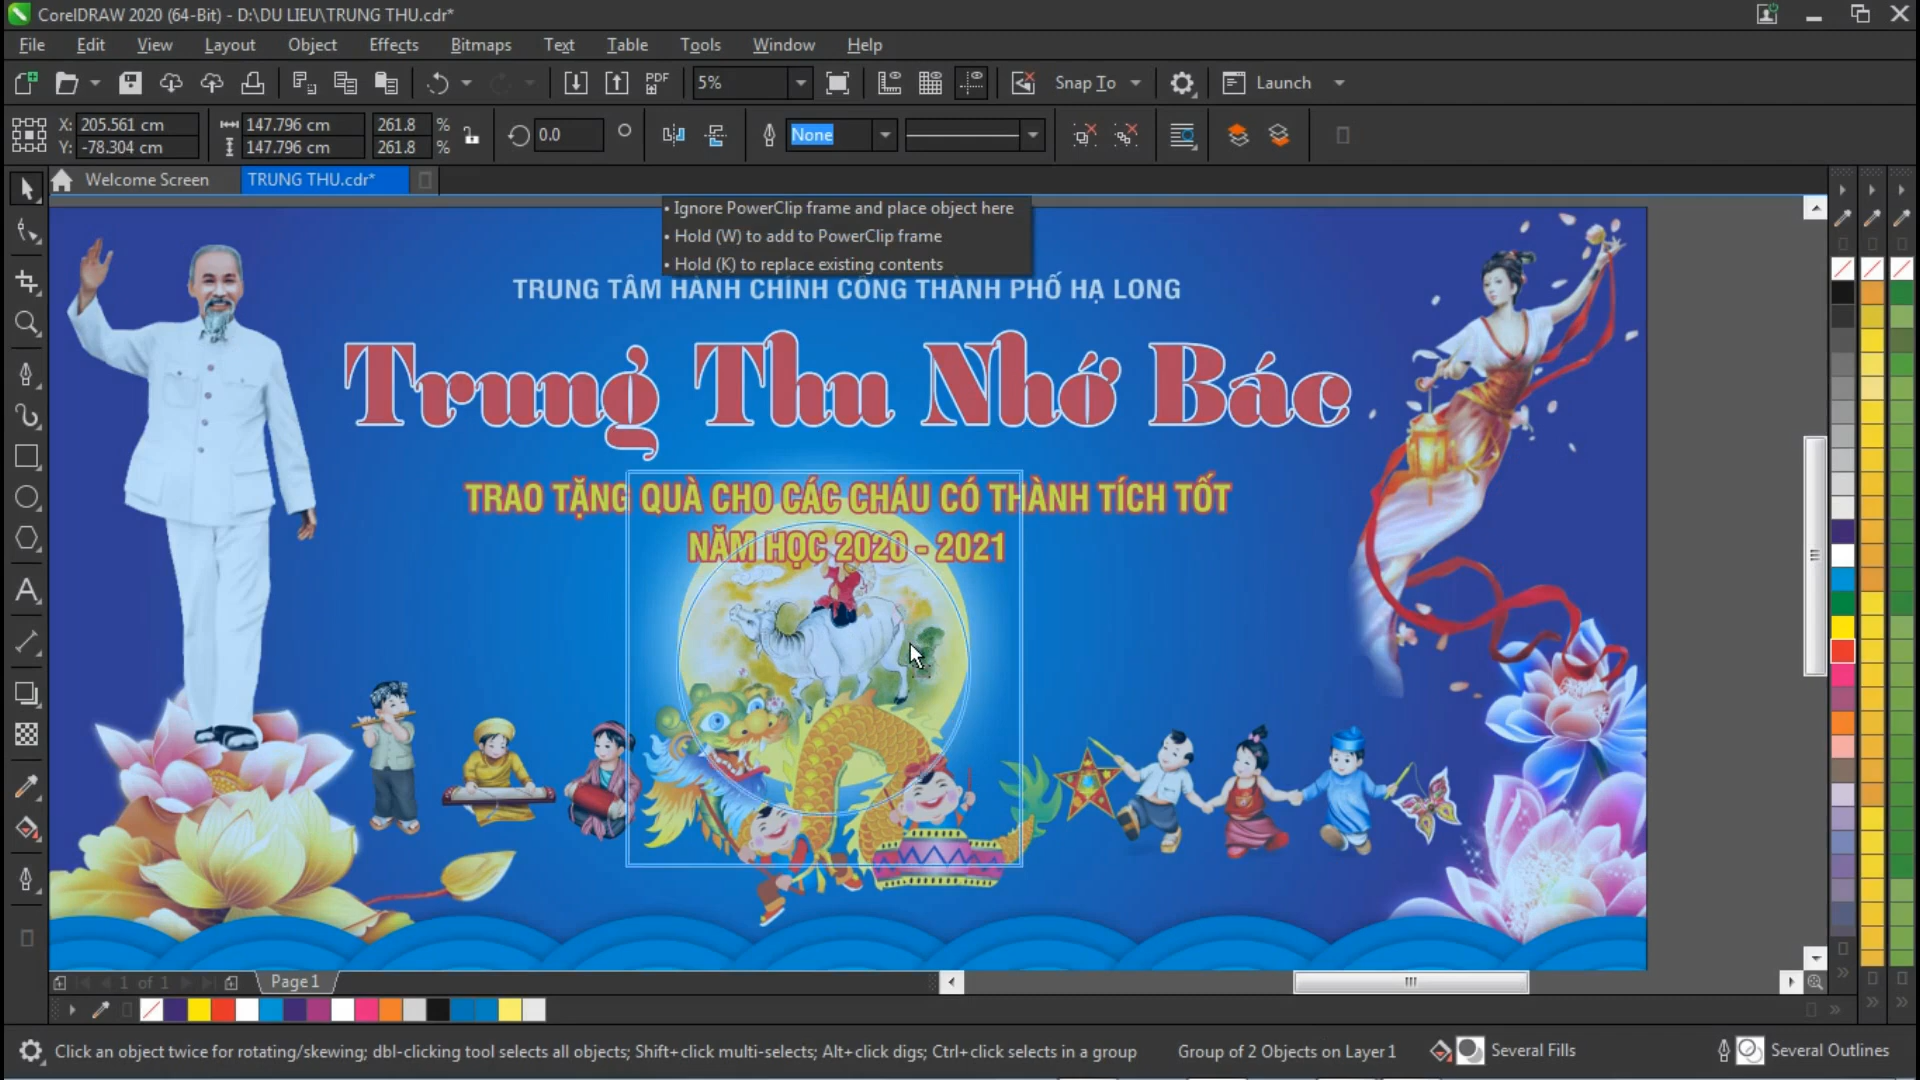 CorelDRAW 2020 (64-Bit) - D:\DU LIEU\TRUNG THU.cdr*
File Edit View Layout Object Effects Bitmaps Text Table Tools Window Help
PDF 5% Snap To Launch
X: 205.561 cm 147.796 cm 261.8 % 0.0 None
Y: -78.304 cm 147.796 cm 261.8 %
Welcome Screen TRUNG THU.cdr*
• Ignore PowerClip frame and place object here
• Hold (W) to add to PowerClip frame
• Hold (K) to replace existing contents
TRUNG TÂM HÀNH CHÍNH CÔNG THÀNH PHỐ HẠ LONG
Trung Thu Nhớ Bác
TRAO TẶNG QUÀ CHO CÁC CHÁU CÓ THÀNH TÍCH TỐT
NĂM HỌC 2020 - 2021
1 of 1 Page 1
Click an object twice for rotating/skewing; dbl-clicking tool selects all objects; Shift+click multi-selects; Alt+click digs; Ctrl+click selects in a group Group of 2 Objects on Layer 1 Several Fills Several Outlines